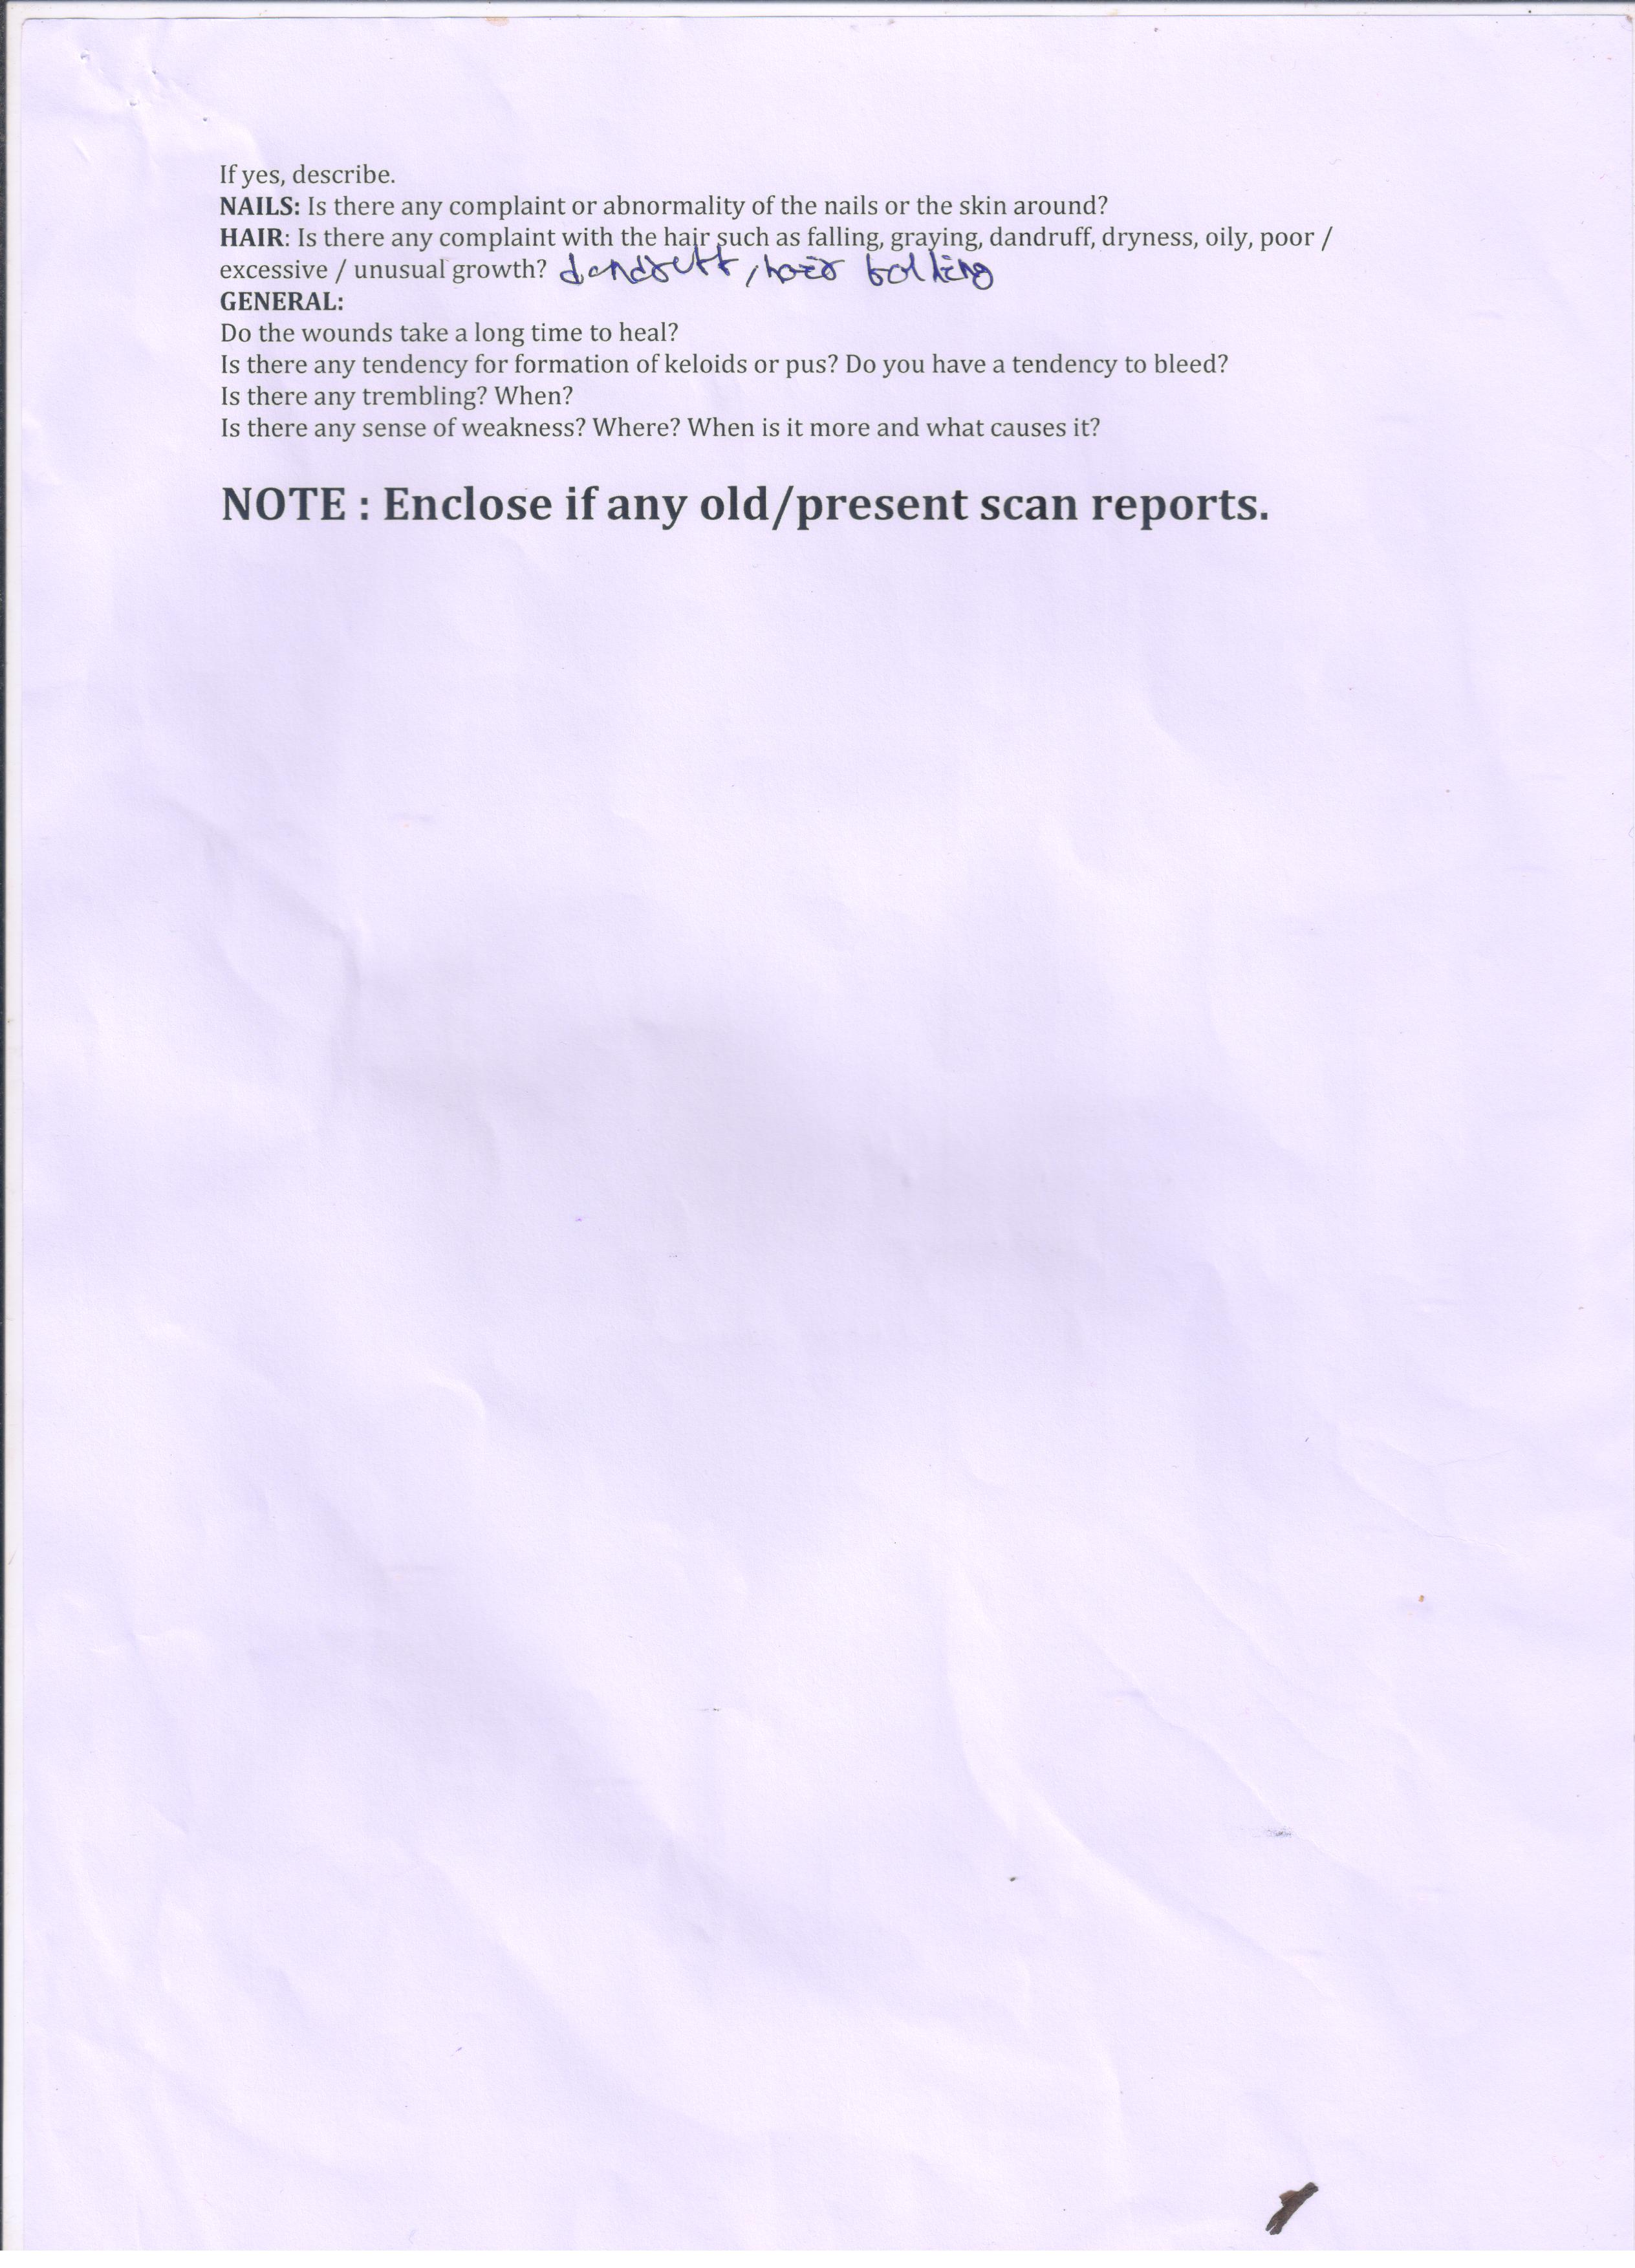 If yes, describe.
NAILS: Is there any complaint or abnormality of the nails or the skin around?
HAIR: Is there any complaint with the hair such as falling, graying, dandruff, dryness, oily, poor /
excessive / unusual growth? dandruff, hair falling
GENERAL:
Do the wounds take a long time to heal?
Is there any tendency for formation of keloids or pus? Do you have a tendency to bleed?
Is there any trembling? When?
Is there any sense of weakness? Where? When is it more and what causes it?
NOTE : Enclose if any old/present scan reports.